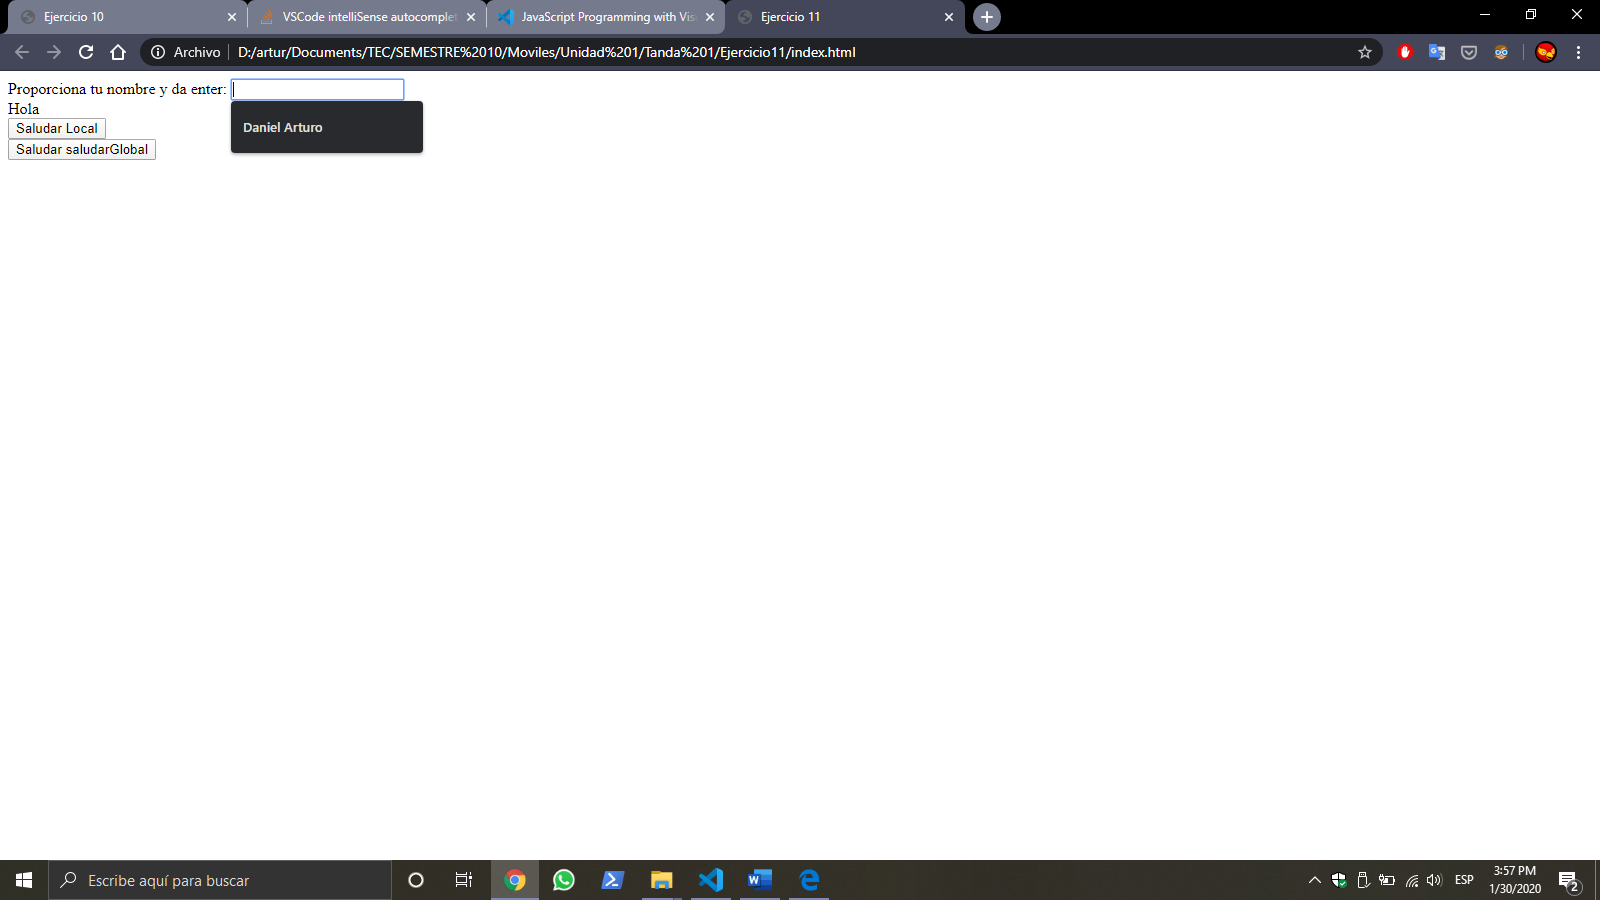 Ejercicio 10
VSCode intelliSense autocomplet
JavaScript Programming with Vis
Ejercicio 11
Archivo
D:/artur/Documents/TEC/SEMESTRE%2010/Moviles/Unidad%201/Tanda%201/Ejercicio11/index.html
Proporciona tu nombre y da enter:
Hola
Daniel Arturo
Saludar Local
Saludar saludarGlobal
Escribe aquí para buscar
ESP
3:57 PM
1/30/2020
2